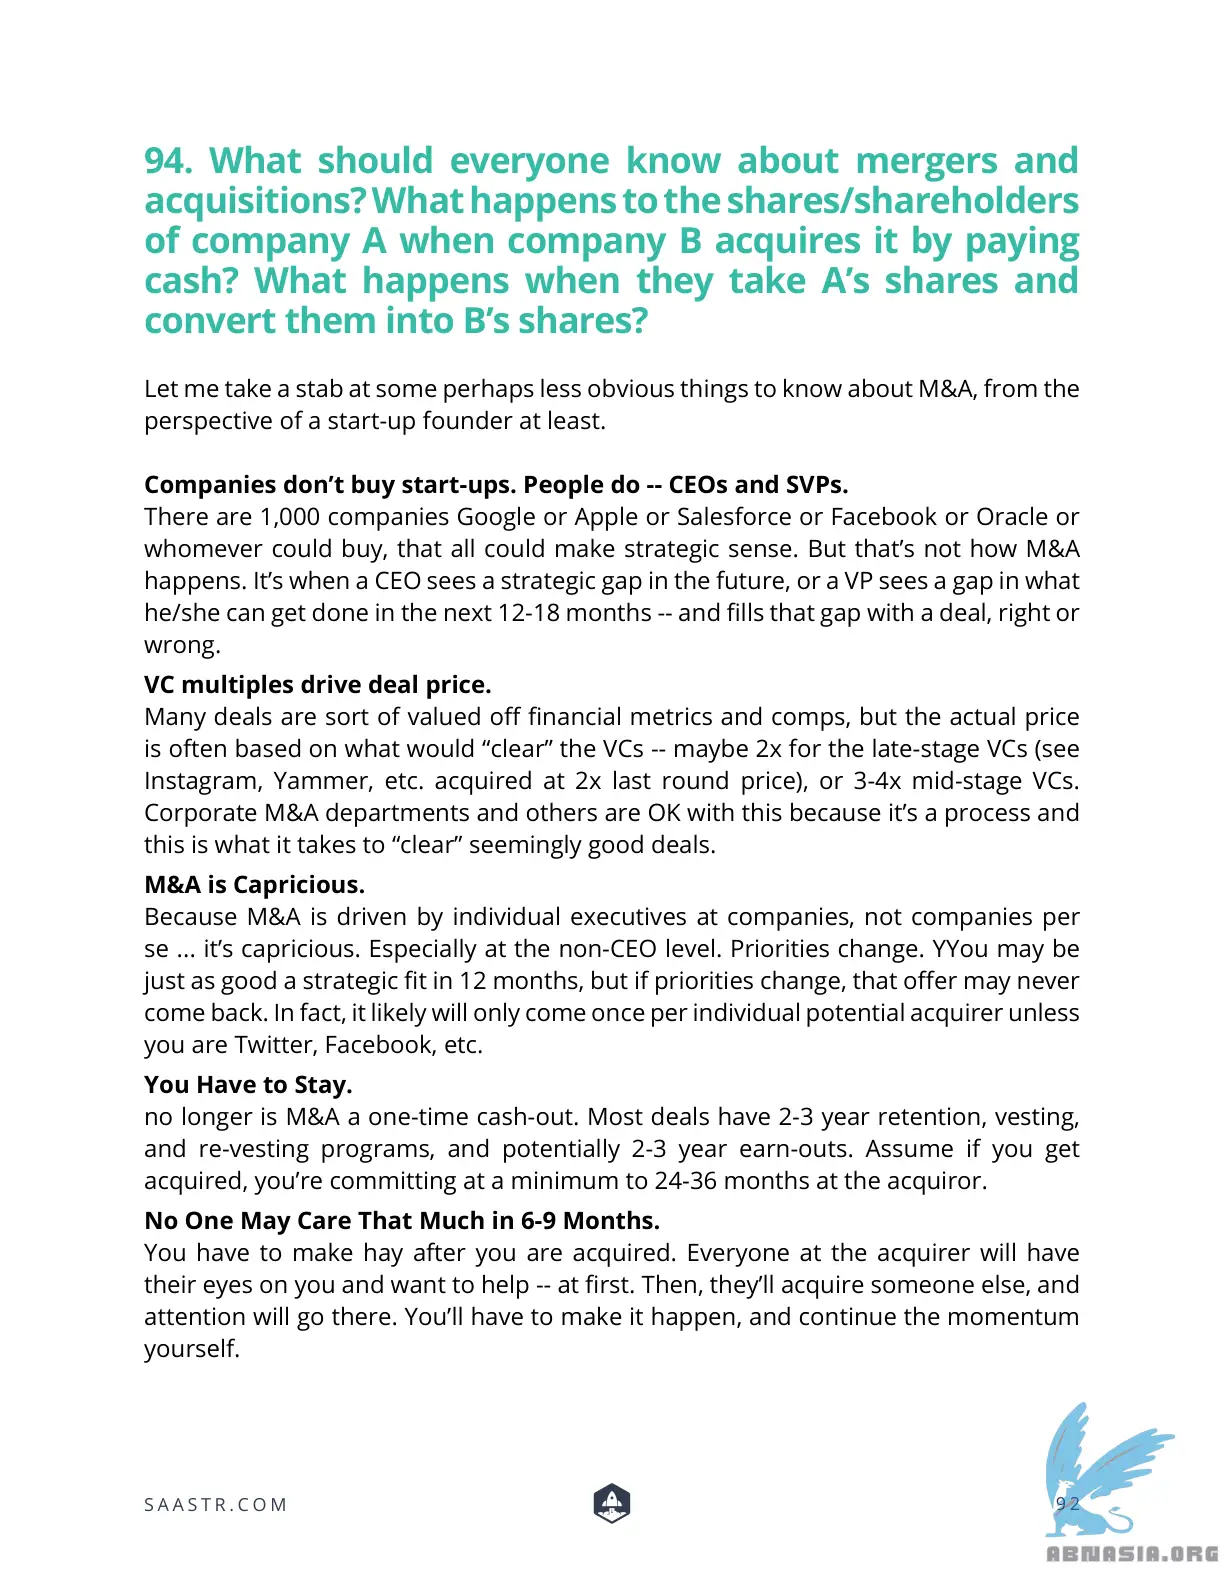 94. What should everyone know about mergers and
acquisitions? What happens to the shares/shareholders
of company A when company B acquires it by paying
cash? What happens when they take A’s shares and
convert them into B’s shares?
Let me take a stab at some perhaps less obvious things to know about M&A, from the
perspective of a start-up founder at least.
Companies don’t buy start-ups. People do -- CEOs and SVPs.
There are 1,000 companies Google or Apple or Salesforce or Facebook or Oracle or
whomever could buy, that all could make strategic sense. But that’s not how M&A
happens. It’s when a CEO sees a strategic gap in the future, or a VP sees a gap in what
he/she can get done in the next 12-18 months -- and fills that gap with a deal, right or
wrong.
VC multiples drive deal price.
Many deals are sort of valued off financial metrics and comps, but the actual price
is often based on what would “clear” the VCs -- maybe 2x for the late-stage VCs (see
Instagram, Yammer, etc. acquired at 2x last round price), or 3-4x mid-stage VCs.
Corporate M&A departments and others are OK with this because it’s a process and
this is what it takes to “clear” seemingly good deals.
M&A is Capricious.
Because M&A is driven by individual executives at companies, not companies per
se ... it’s capricious. Especially at the non-CEO level. Priorities change. YYou may be
just as good a strategic fit in 12 months, but if priorities change, that offer may never
come back. In fact, it likely will only come once per individual potential acquirer unless
you are Twitter, Facebook, etc.
You Have to Stay.
no longer is M&A a one-time cash-out. Most deals have 2-3 year retention, vesting,
and re-vesting programs, and potentially 2-3 year earn-outs. Assume if you get
acquired, you’re committing at a minimum to 24-36 months at the acquiror.
No One May Care That Much in 6-9 Months.
You have to make hay after you are acquired. Everyone at the acquirer will have
their eyes on you and want to help -- at first. Then, they’ll acquire someone else, and
attention will go there. You’ll have to make it happen, and continue the momentum
yourself.
SAASTR.COM
92
ABNASIA.ORG